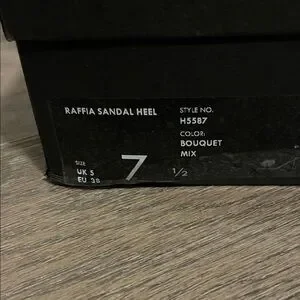 RAFFIA SANDAL HEEL
STYLE NO.
H5587
COLOR:
BOUQUET
MIX
SIZE
UK 5
EU 38
7 1/2